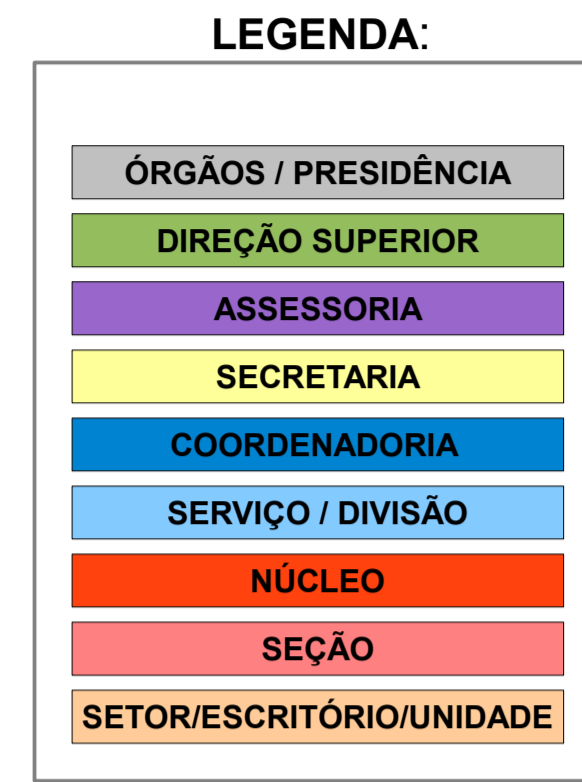 LEGENDA:
ÓRGÃOS / PRESIDÊNCIA
DIREÇÃO SUPERIOR
ASSESSORIA
SECRETARIA
COORDENADORIA
SERVIÇO / DIVISÃO
NÚCLEO
SEÇÃO
SETOR/ESCRITÓRIO/UNIDADE